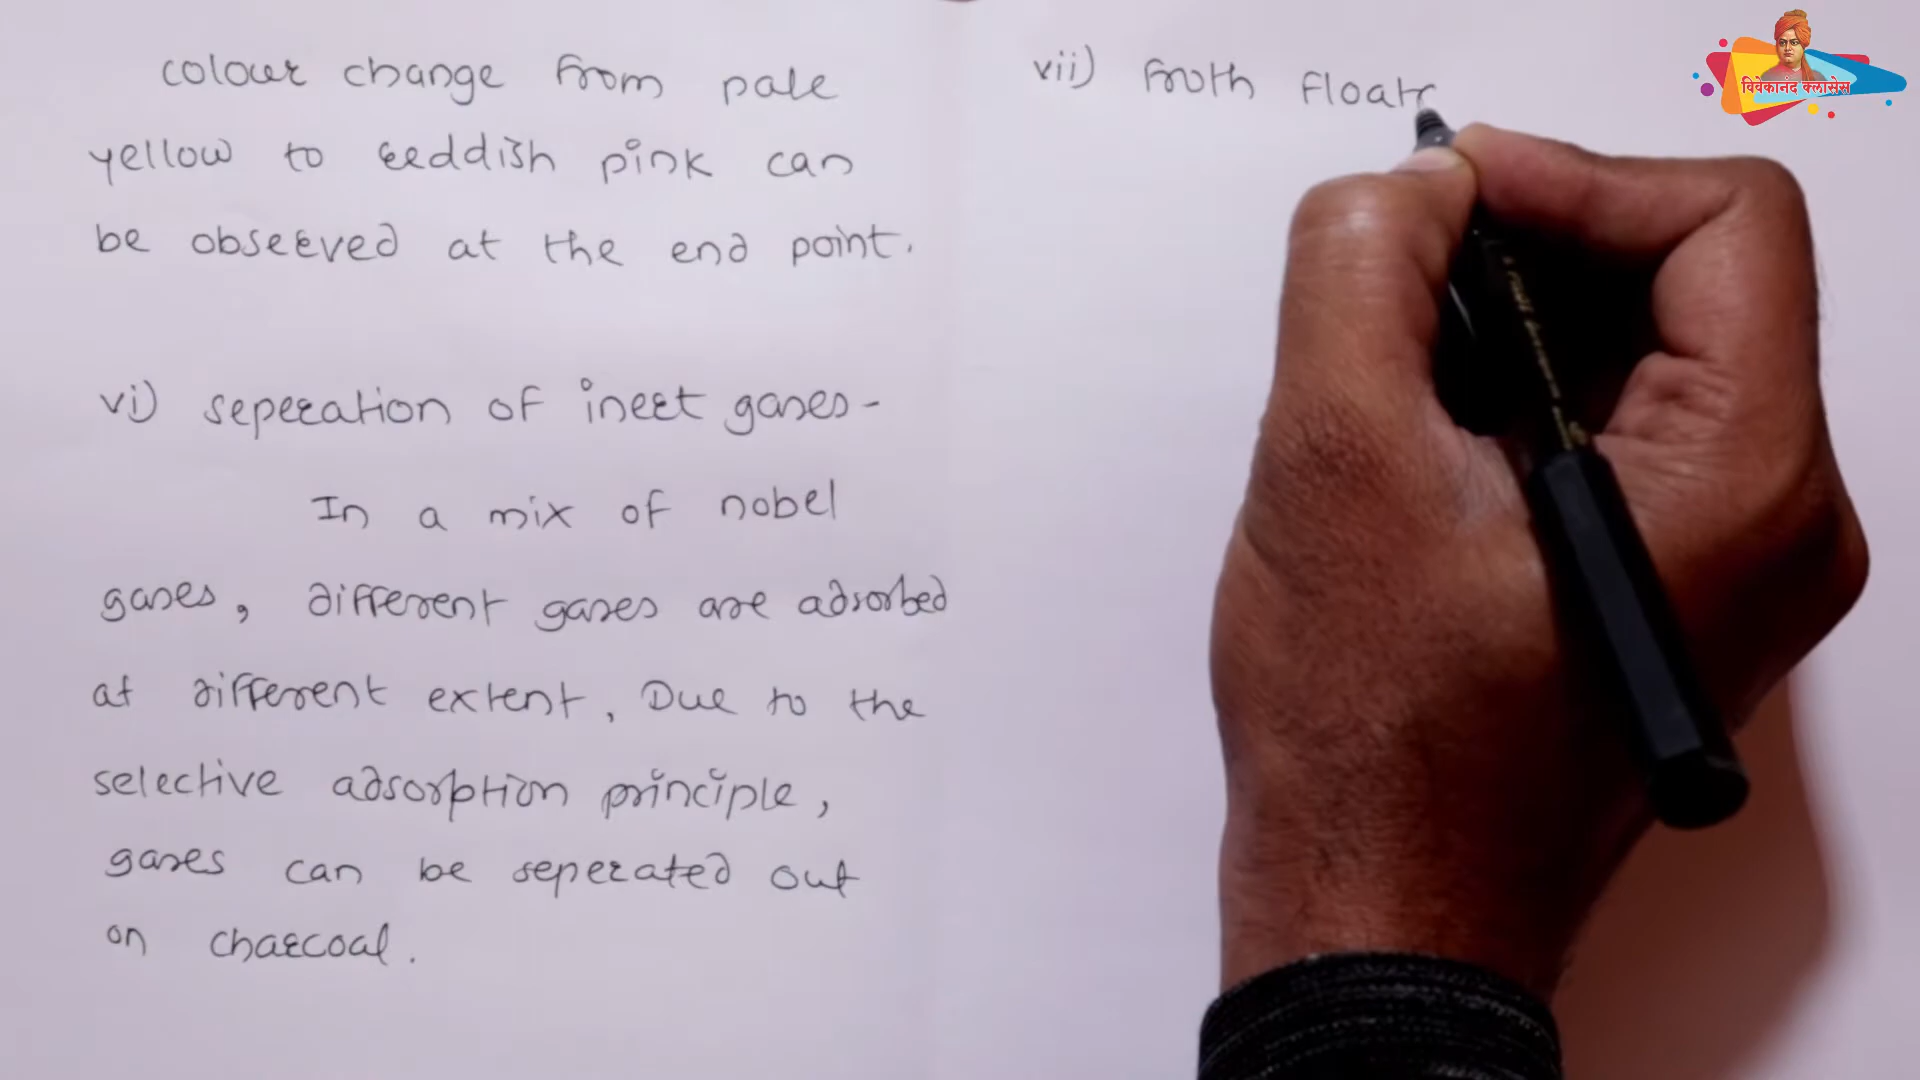 colour change from pale
yellow to reddish pink can
be observed at the end point.
vi) seperation of inert gases-
In a mix of nobel
gases, different gases are adsorbed
at different extent. Due to the
selective adsorption principle,
gases can be seperated out
on charcoal.
vii) Froth Float
विवेकानंद क्लासेस